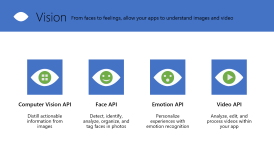 Vision From faces to feelings, allow your apps to understand images and video
Computer Vision API
Distill actionable
information from
images
Face API
Detect, identify,
analyze, organize, and
tag faces in photos
Emotion API
Personalize
experiences with
emotion recognition
Video API
Analyze, edit, and
process videos within
your app